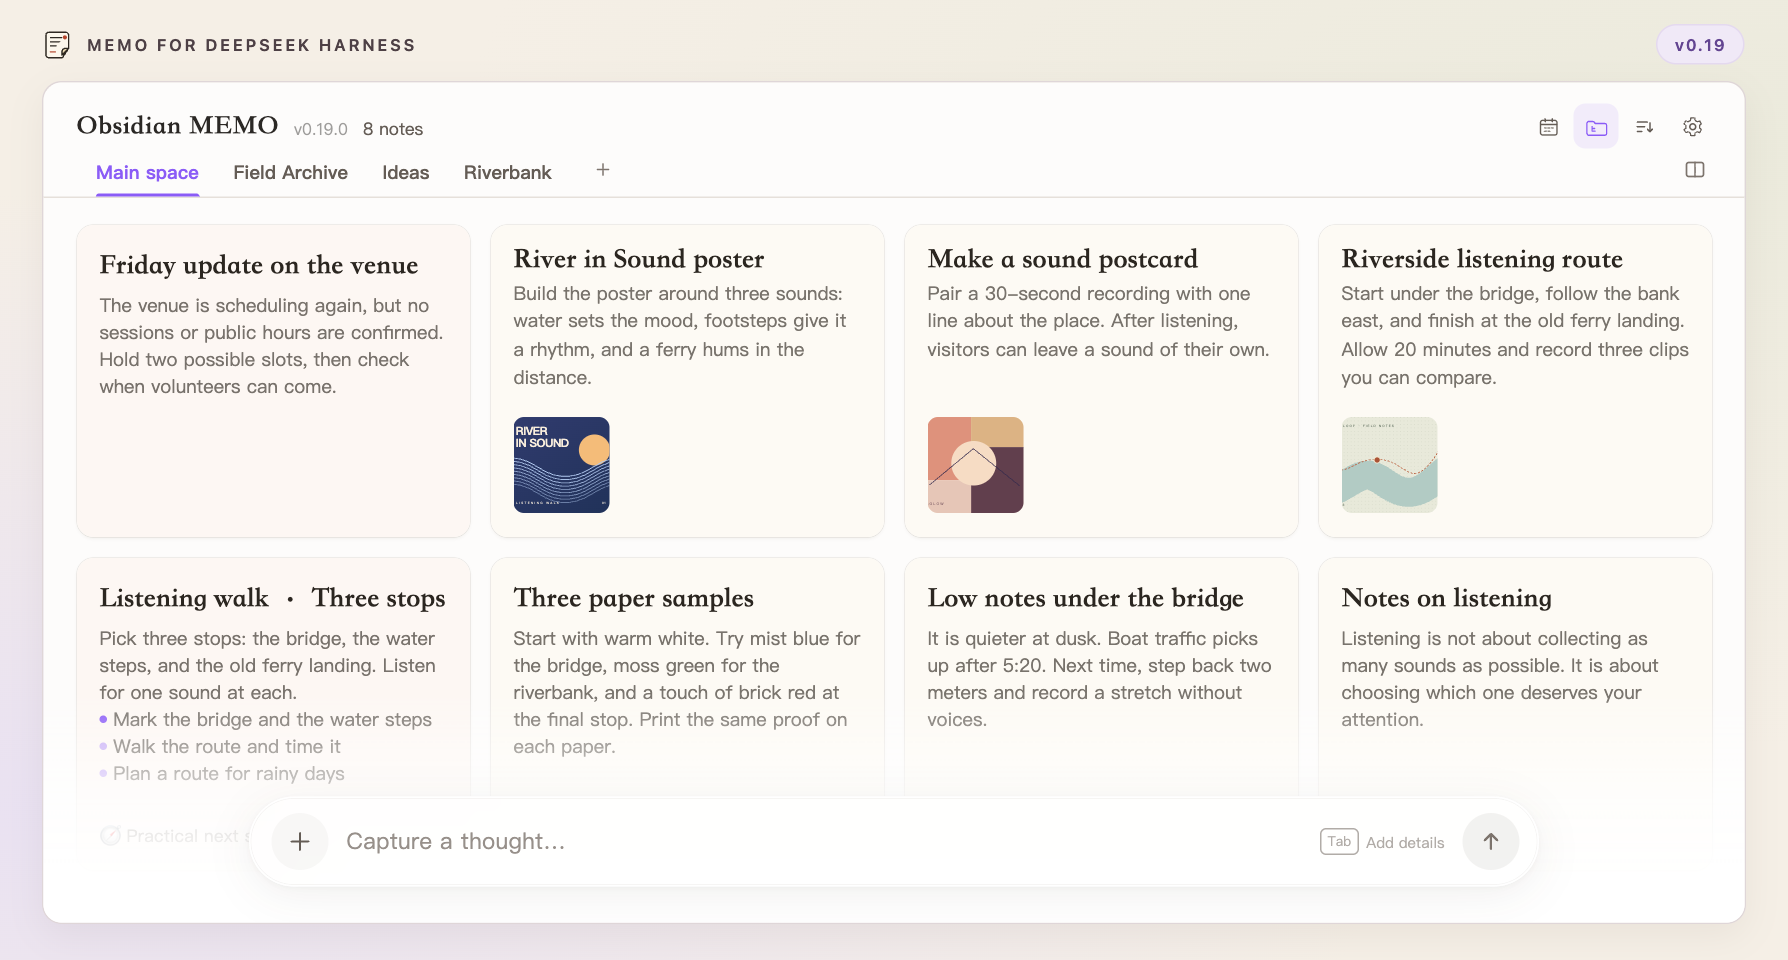 MEMO FOR DEEPSEEK HARNESS
v0.19
Obsidian MEMO v0.19.0 8 notes
Main space Field Archive Ideas Riverbank
Friday update on the venue
The venue is scheduling again, but no
sessions or public hours are confirmed.
Hold two possible slots, then check
when volunteers can come.
River in Sound poster
Build the poster around three sounds:
water sets the mood, footsteps give it
a rhythm, and a ferry hums in the
distance.
RIVER
IN SOUND
LISTENING WALK
Make a sound postcard
Pair a 30–second recording with one
line about the place. After listening,
visitors can leave a sound of their own.
Riverside listening route
Start under the bridge, follow the bank
east, and finish at the old ferry landing.
Allow 20 minutes and record three clips
you can compare.
FIELD NOTES
Listening walk · Three stops
Pick three stops: the bridge, the water
steps, and the old ferry landing. Listen
for one sound at each.
Mark the bridge and the water steps
Walk the route and time it
Plan a route for rainy days
Practical next
Three paper samples
Start with warm white. Try mist blue for
the bridge, moss green for the
riverbank, and a touch of brick red at
the final stop. Print the same proof on
each paper.
Low notes under the bridge
It is quieter at dusk. Boat traffic picks
up after 5:20. Next time, step back two
meters and record a stretch without
voices.
Notes on listening
Listening is not about collecting as
many sounds as possible. It is about
choosing which one deserves your
attention.
Capture a thought...
Tab Add details